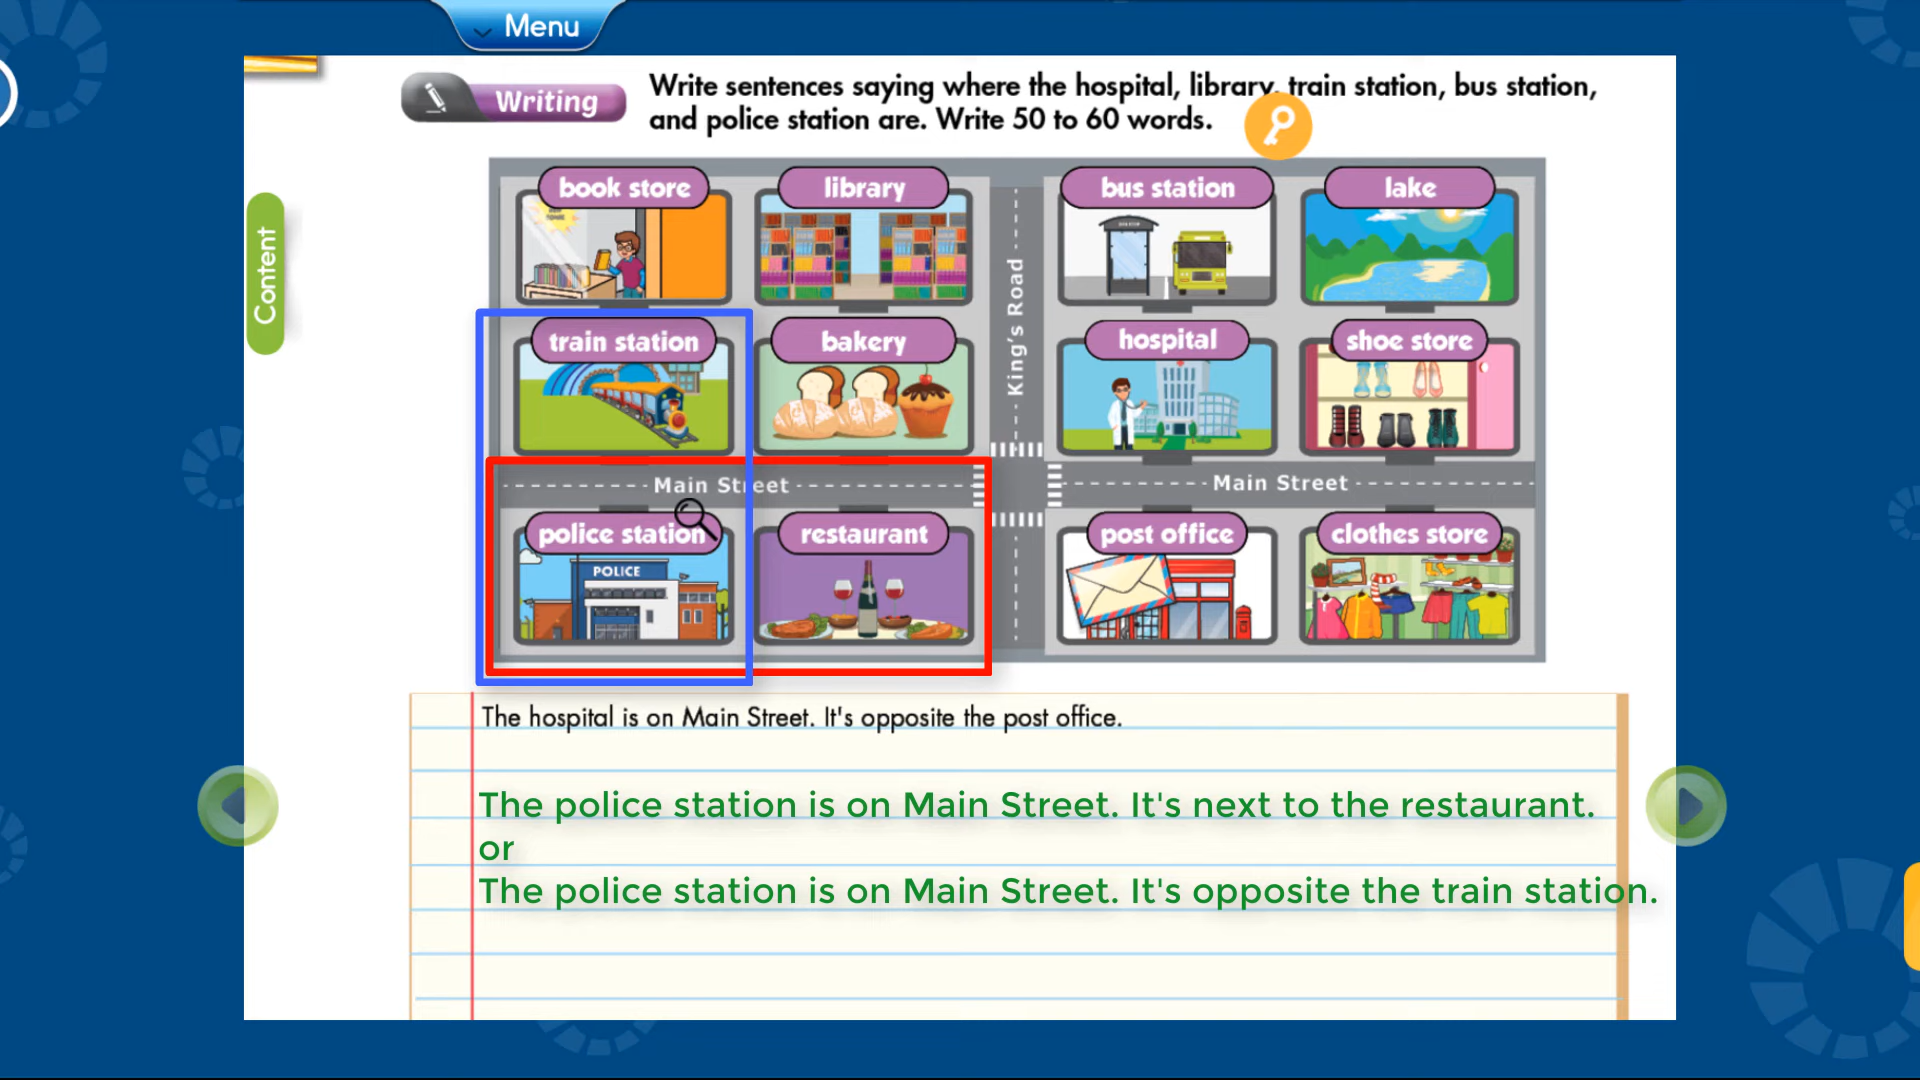 Menu
Writing
Write sentences saying where the hospital, library, train station, bus station,
and police station are. Write 50 to 60 words.
Content
book store
library
bus station
lake
train station
bakery
King's Road
hospital
shoe store
Main Street
Main Street
police station
restaurant
post office
clothes store
POLICE
The hospital is on Main Street. It's opposite the post office.
The police station is on Main Street. It's next to the restaurant.
or
The police station is on Main Street. It's opposite the train station.